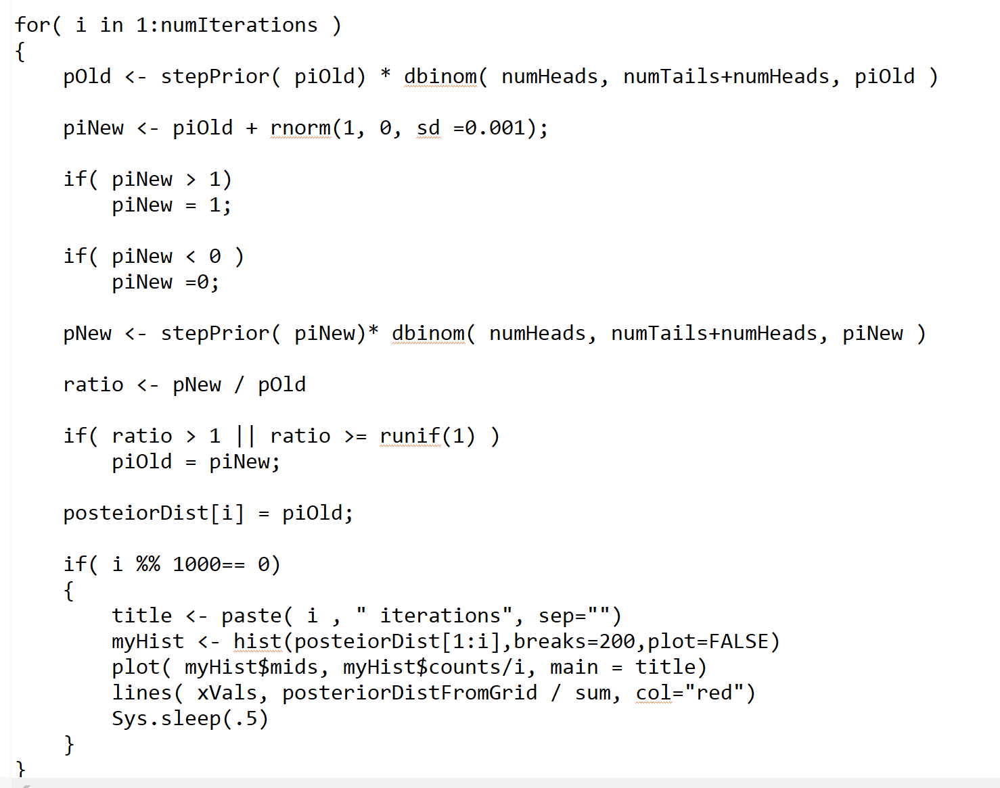 for( i in 1:numIterations )
{
    pOld <- stepPrior( piOld) * dbinom( numHeads, numTails+numHeads, piOld )
    piNew <- piOld + rnorm(1, 0, sd =0.001);
    if( piNew > 1)
        piNew = 1;
    if( piNew < 0 )
        piNew =0;
    pNew <- stepPrior( piNew)* dbinom( numHeads, numTails+numHeads, piNew )
    ratio <- pNew / pOld
    if( ratio > 1 || ratio >= runif(1) )
        piOld = piNew;
    posteiorDist[i] = piOld;
    if( i %% 1000== 0)
    {
        title <- paste( i , " iterations", sep="")
        myHist <- hist(posteiorDist[1:i],breaks=200,plot=FALSE)
        plot( myHist$mids, myHist$counts/i, main = title)
        lines( xVals, posteriorDistFromGrid / sum, col="red")
        Sys.sleep(.5)
    }
}